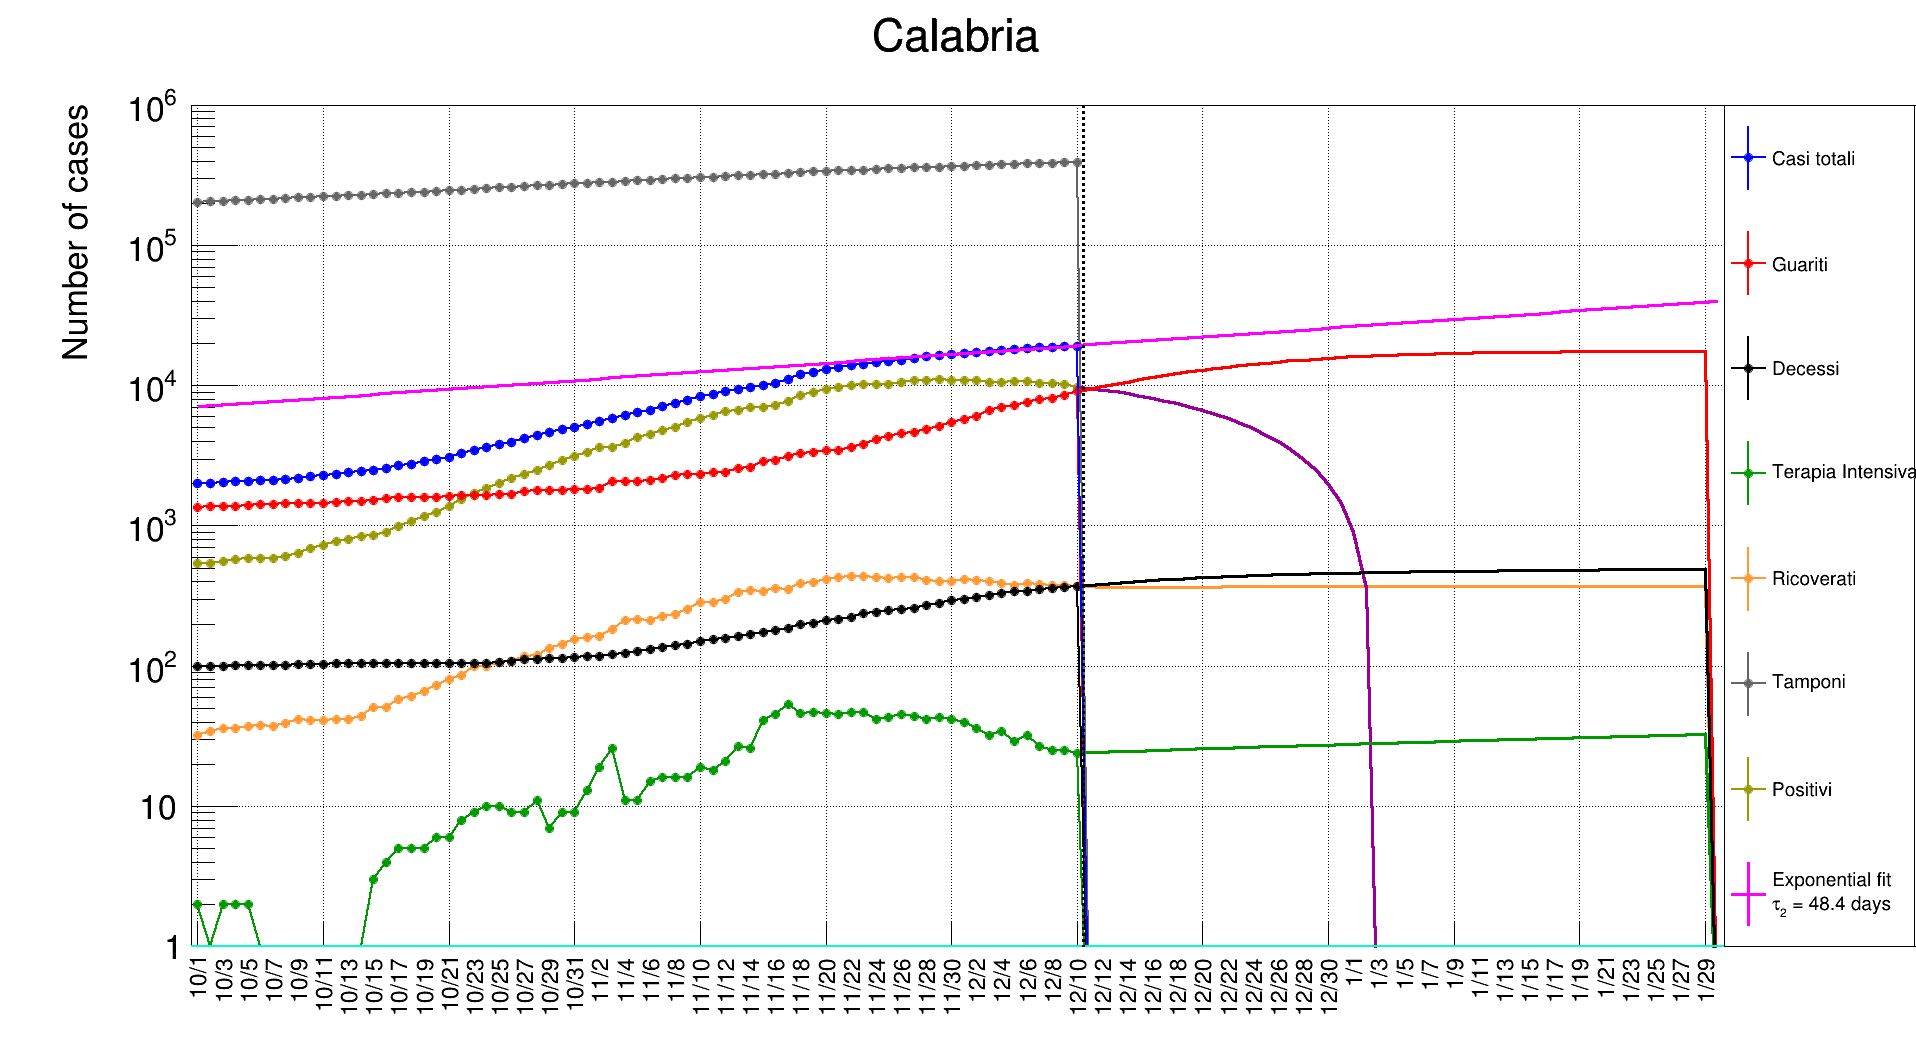 Calabria
Number of cases
10^6
10^5
10^4
10^3
10^2
10
1
10/1 10/3 10/5 10/7 10/9 10/11 10/13 10/15 10/17 10/19 10/21 10/23 10/25 10/27 10/29 10/31 11/2 11/4 11/6 11/8 11/10 11/12 11/14 11/16 11/18 11/20 11/22 11/24 11/26 11/28 11/30 12/2 12/4 12/6 12/8 12/10 12/12 12/14 12/16 12/18 12/20 12/22 12/24 12/26 12/28 12/30 1/1 1/3 1/5 1/7 1/9 1/11 1/13 1/15 1/17 1/19 1/21 1/23 1/25 1/27 1/29
Casi totali
Guariti
Decessi
Terapia Intensiva
Ricoverati
Tamponi
Positivi
Exponential fit
τ₂ = 48.4 days